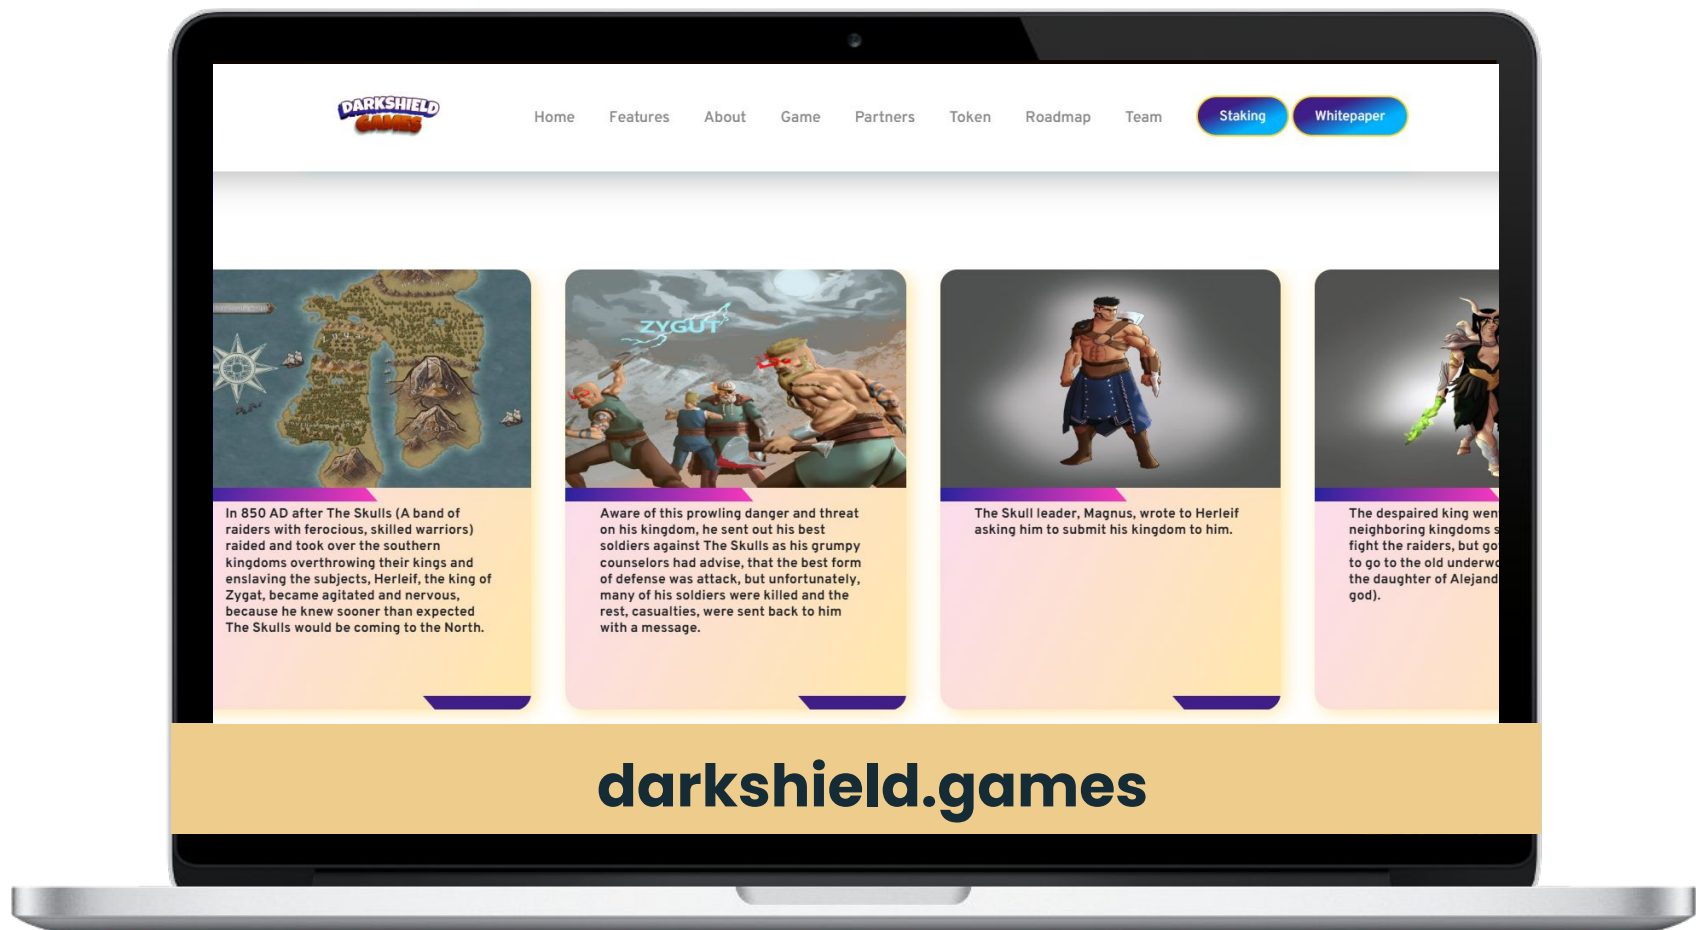 DARKSHIELD
GAMES
Home
Features
About
Game
Partners
Token
Roadmap
Team
Staking
Whitepaper
In 850 AD after The Skulls (A band of
raiders with ferocious, skilled warriors)
raided and took over the southern
kingdoms overthrowing their kings and
enslaving the subjects, Herleif, the king of
Zygat, became agitated and nervous,
because he knew sooner than expected
The Skulls would be coming to the North.
ZYGUT
Aware of this prowling danger and threat
on his kingdom, he sent out his best
soldiers against The Skulls as his grumpy
counselors had advise, that the best form
of defense was attack, but unfortunately,
many of his soldiers were killed and the
rest, casualties, were sent back to him
with a message.
The Skull leader, Magnus, wrote to Herleif
asking him to submit his kingdom to him.
The despaired king
neighboring kingdoms
fight the raiders, but
to go to the old
the daughter of
god).
darkshield.games